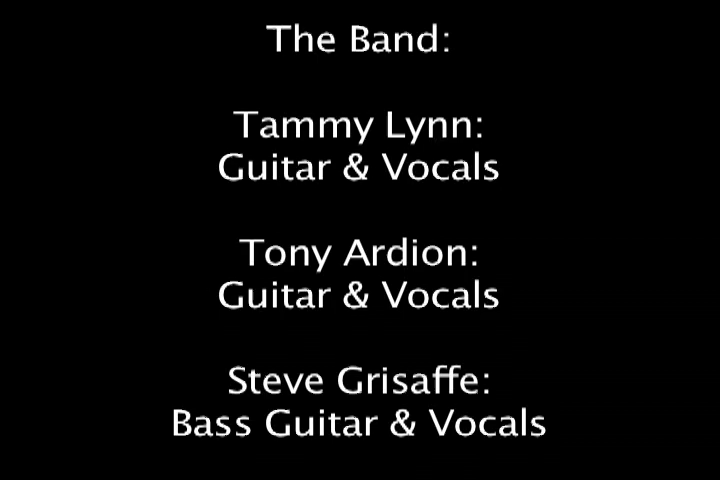 The Band:
Tammy Lynn:
Guitar & Vocals
Tony Ardion:
Guitar & Vocals
Steve Grisaffe:
Bass Guitar & Vocals